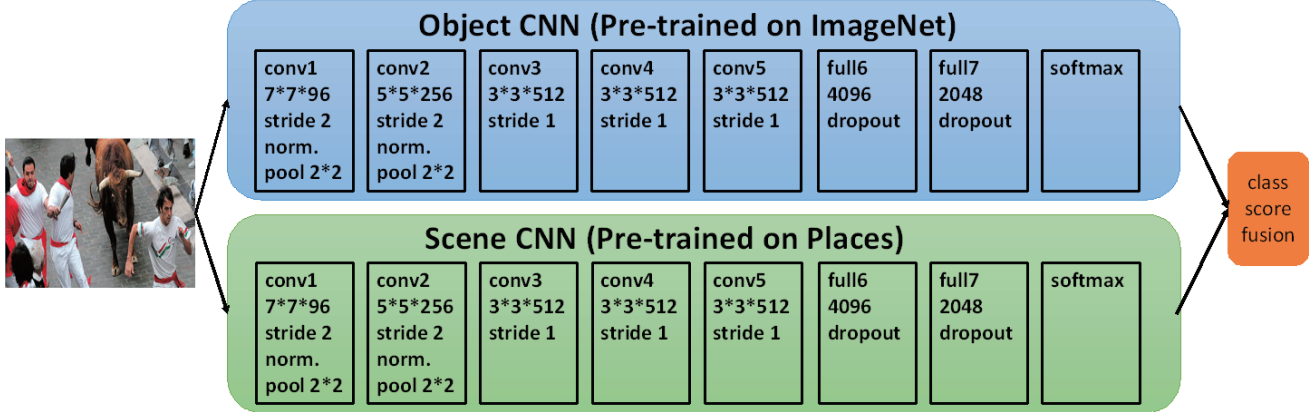 Object CNN (Pre-trained on ImageNet)
conv1
7*7*96
stride 2
norm.
pool 2*2
conv2
5*5*256
stride 2
norm.
pool 2*2
conv3
3*3*512
stride 1
conv4
3*3*512
stride 1
conv5
3*3*512
stride 1
full6
4096
dropout
full7
2048
dropout
softmax
Scene CNN (Pre-trained on Places)
conv1
7*7*96
stride 2
norm.
pool 2*2
conv2
5*5*256
stride 2
norm.
pool 2*2
conv3
3*3*512
stride 1
conv4
3*3*512
stride 1
conv5
3*3*512
stride 1
full6
4096
dropout
full7
2048
dropout
softmax
class
score
fusion